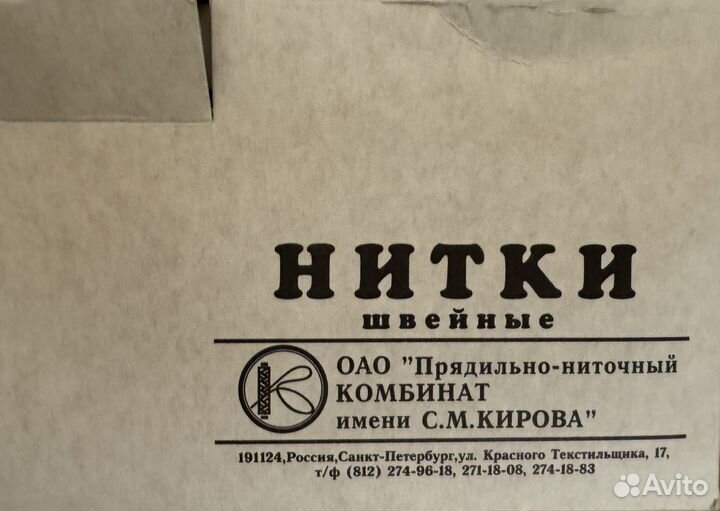 НИТКИ
швейные
ОАО "Прядильно-ниточный
КОМБИНАТ
имени С.М.КИРОВА"
191124,Россия,Санкт-Петербург,ул. Красного Текстильщика, 17,
т/ф (812) 274-96-18, 271-18-08, 274-18-83
Avito